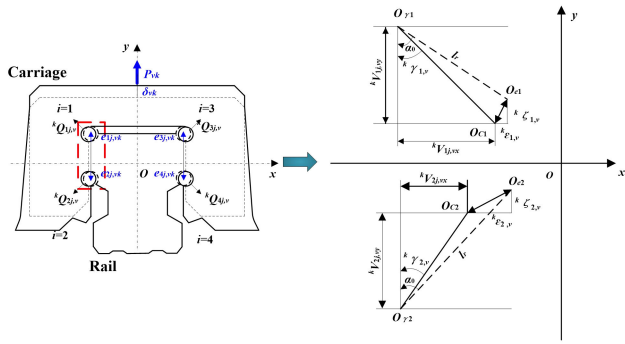 y
P_vk
δ_vk
Carriage
i=1
i=3
^kQ_1j,v
e_1j,vk
e_3j,vk
^kQ_3j,v
O
x
e_2j,vk
e_4j,vk
^kQ_2j,v
^kQ_4j,v
i=2
i=4
Rail
y
O_γ1
α_0
^kγ_1,v
l_r
^kV_1j,vy
O_e1
^kζ_1,v
O_C1
^kε_1,v
^kV_1j,vx
O
x
^kV_2j,vx
O_e2
O_C2
^kζ_2,v
^kε_2,v
^kV_2j,vy
^kγ_2,v
α_0
O_γ2